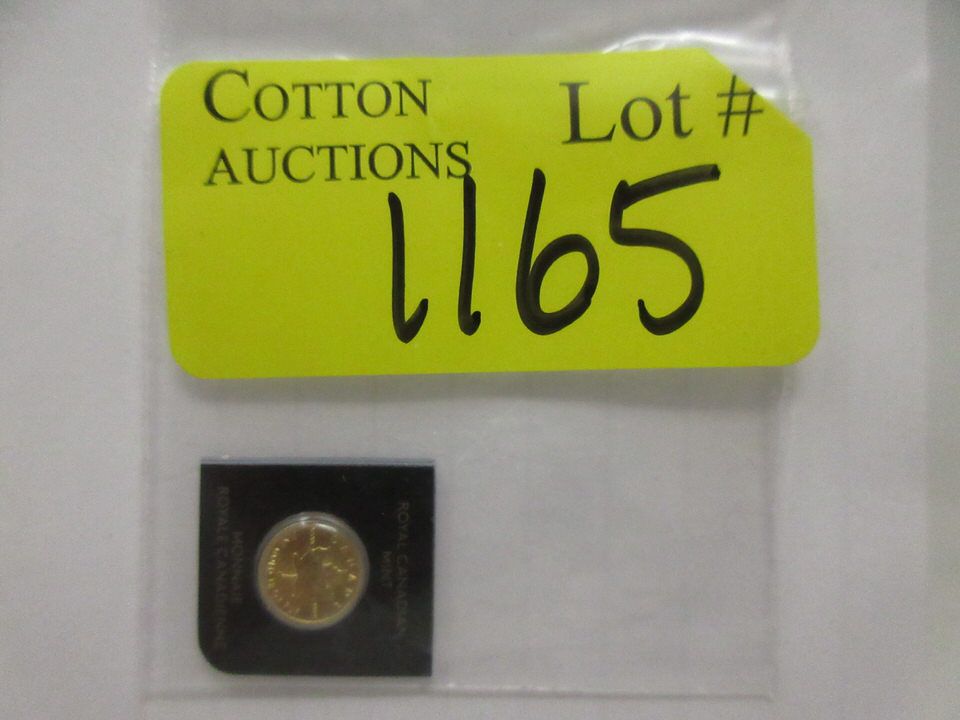 COTTON
AUCTIONS
Lot #
1165
ROYAL CANADIAN
MINT
MONNAIE
ROYALE CANADIENNE